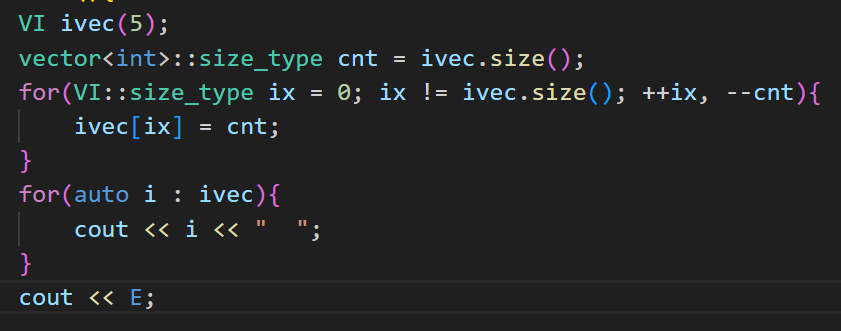 VI ivec(5);
vector<int>::size_type cnt = ivec.size();
for(VI::size_type ix = 0; ix != ivec.size(); ++ix, --cnt){
    ivec[ix] = cnt;
}
for(auto i : ivec){
    cout << i << "  ";
}
cout << E;